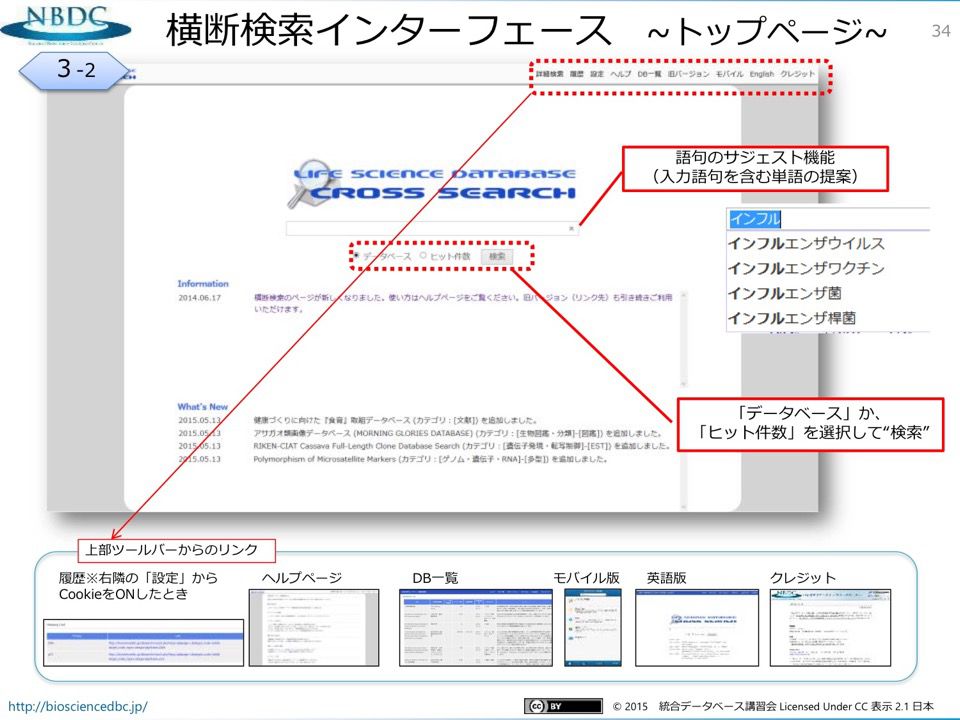 NBDC
横断検索インターフェース ~トップページ~
34
3 -2
詳細検索 履歴 設定 ヘルプ DB一覧 旧バージョン モバイル English クレジット
語句のサジェスト機能
（入力語句を含む単語の提案）
LIFE SCIENCE DATABASE
CROSS SEARCH
インフル
インフルエンザウイルス
インフルエンザワクチン
インフルエンザ菌
インフルエンザ桿菌
データベース ヒット件数 検索
Information
2014.06.17 横断検索のページが新しくなりました。使い方はヘルプページをご覧ください。旧バージョン（リンク先）も引き続きご利用
いただけます。
「データベース」か、
「ヒット件数」を選択して“検索”
What's New
2015.05.13 健康づくりに向けた『食育』取組データベース (カテゴリ：[文献]) を追加しました。
2015.05.13 アサガオ類画像データベース (MORNING GLORIES DATABASE) (カテゴリ：[生物図鑑・分類]-[図鑑]) を追加しました。
2015.05.13 RIKEN-CIAT Cassava Full-Length Clone Database Search (カテゴリ：[遺伝子発現・転写制御]-[EST]) を追加しました。
2015.05.13 Polymorphism of Microsatellite Markers (カテゴリ：[ゲノム・遺伝子・RNA]-[多型]) を追加しました。
上部ツールバーからのリンク
履歴※右隣の「設定」から
CookieをONしたとき
ヘルプページ
DB一覧
モバイル版
英語版
クレジット
http://biosciencedbc.jp/
cc BY
© 2015 統合データベース講習会 Licensed Under CC 表示 2.1 日本